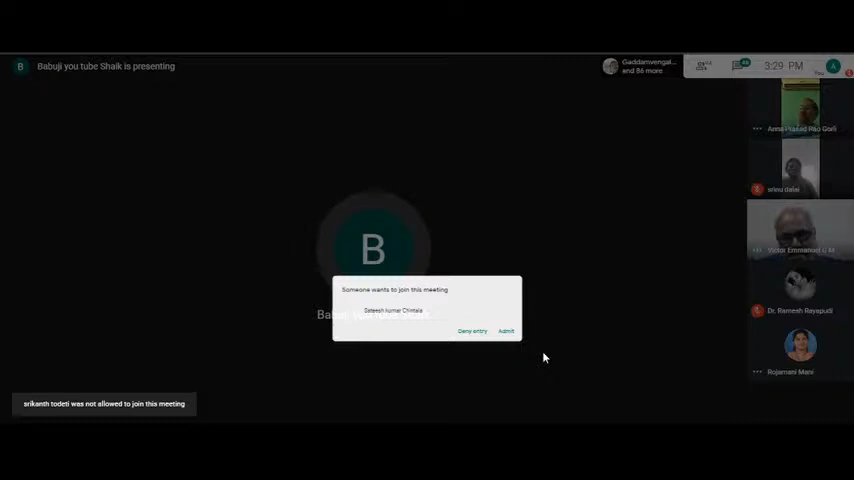 B
Babuji you tube Shaik is presenting
Gaddamvengal...
and 86 more
3:29 PM
A
You
Anna Prasad Rao Gorli
srinu dalai
Victor Emmanuel G M
Dr. Ramesh Rayapudi
Rojamani Mani
B
Someone wants to join this meeting
Sateesh kumar Chintala
Deny entry
Admit
srikanth todeti was not allowed to join this meeting